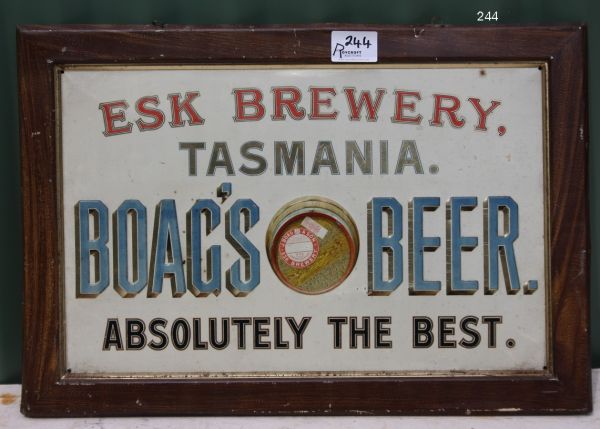 244
244
ESK BREWERY,
TASMANIA.
BOAG'S BEER.
ABSOLUTELY THE BEST.